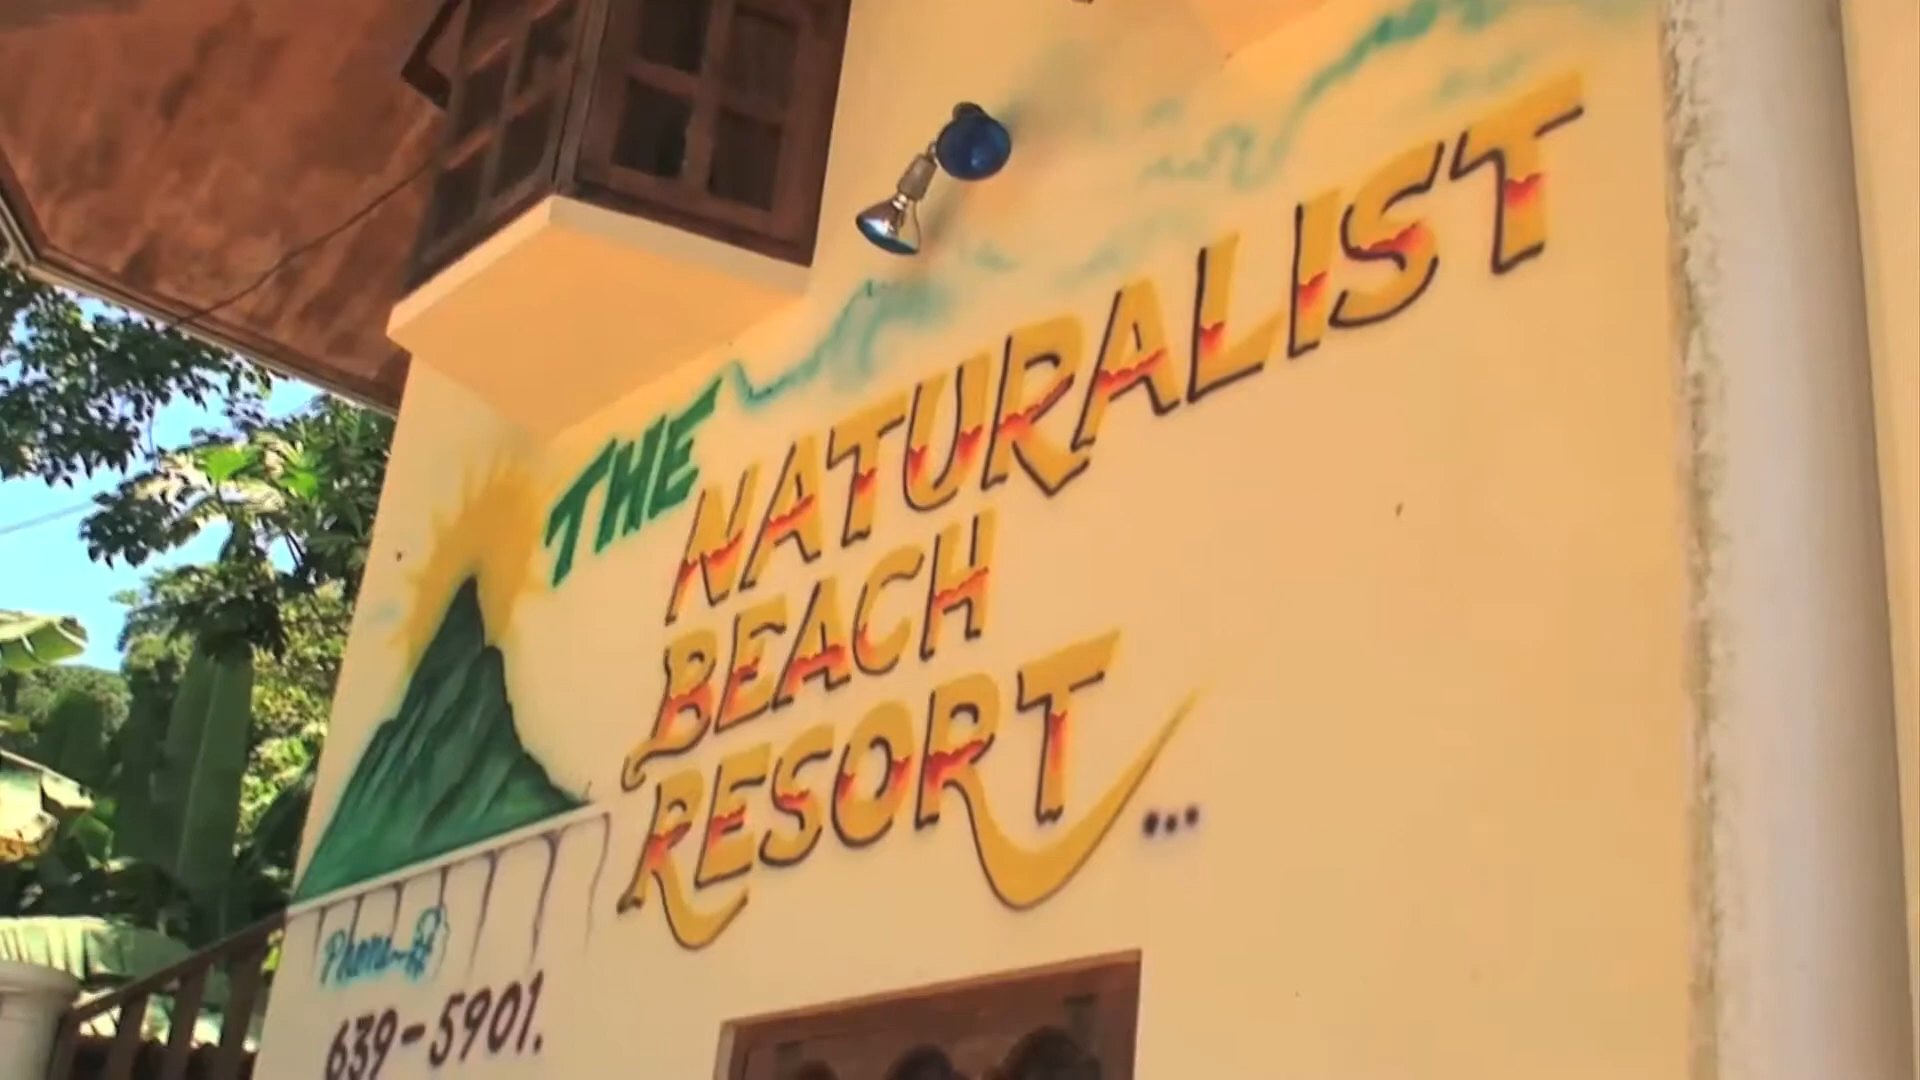 THE
NATURALIST
BEACH
RESORT...
Phone
639-5901.